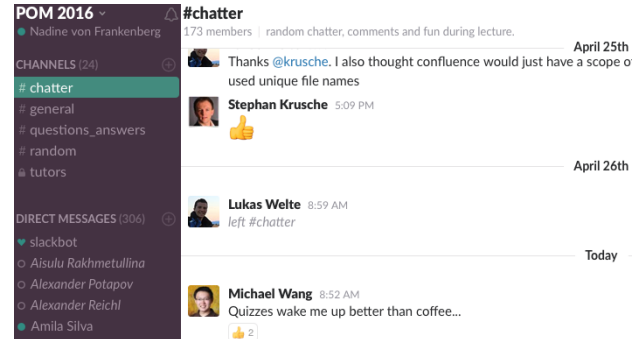 POM 2016
Nadine von Frankenberg
CHANNELS (24)
# chatter
# general
# questions_answers
# random
tutors
DIRECT MESSAGES (306)
slackbot
Aisulu Rakhmetullina
Alexander Potapov
Alexander Reichl
Amila Silva
#chatter
173 members | random chatter, comments and fun during lecture.
April 25th
Thanks @krusche. I also thought confluence would just have a scope of
used unique file names
Stephan Krusche 5:09 PM
April 26th
Lukas Welte 8:59 AM
left #chatter
Today
Michael Wang 8:52 AM
Quizzes wake me up better than coffee...
2